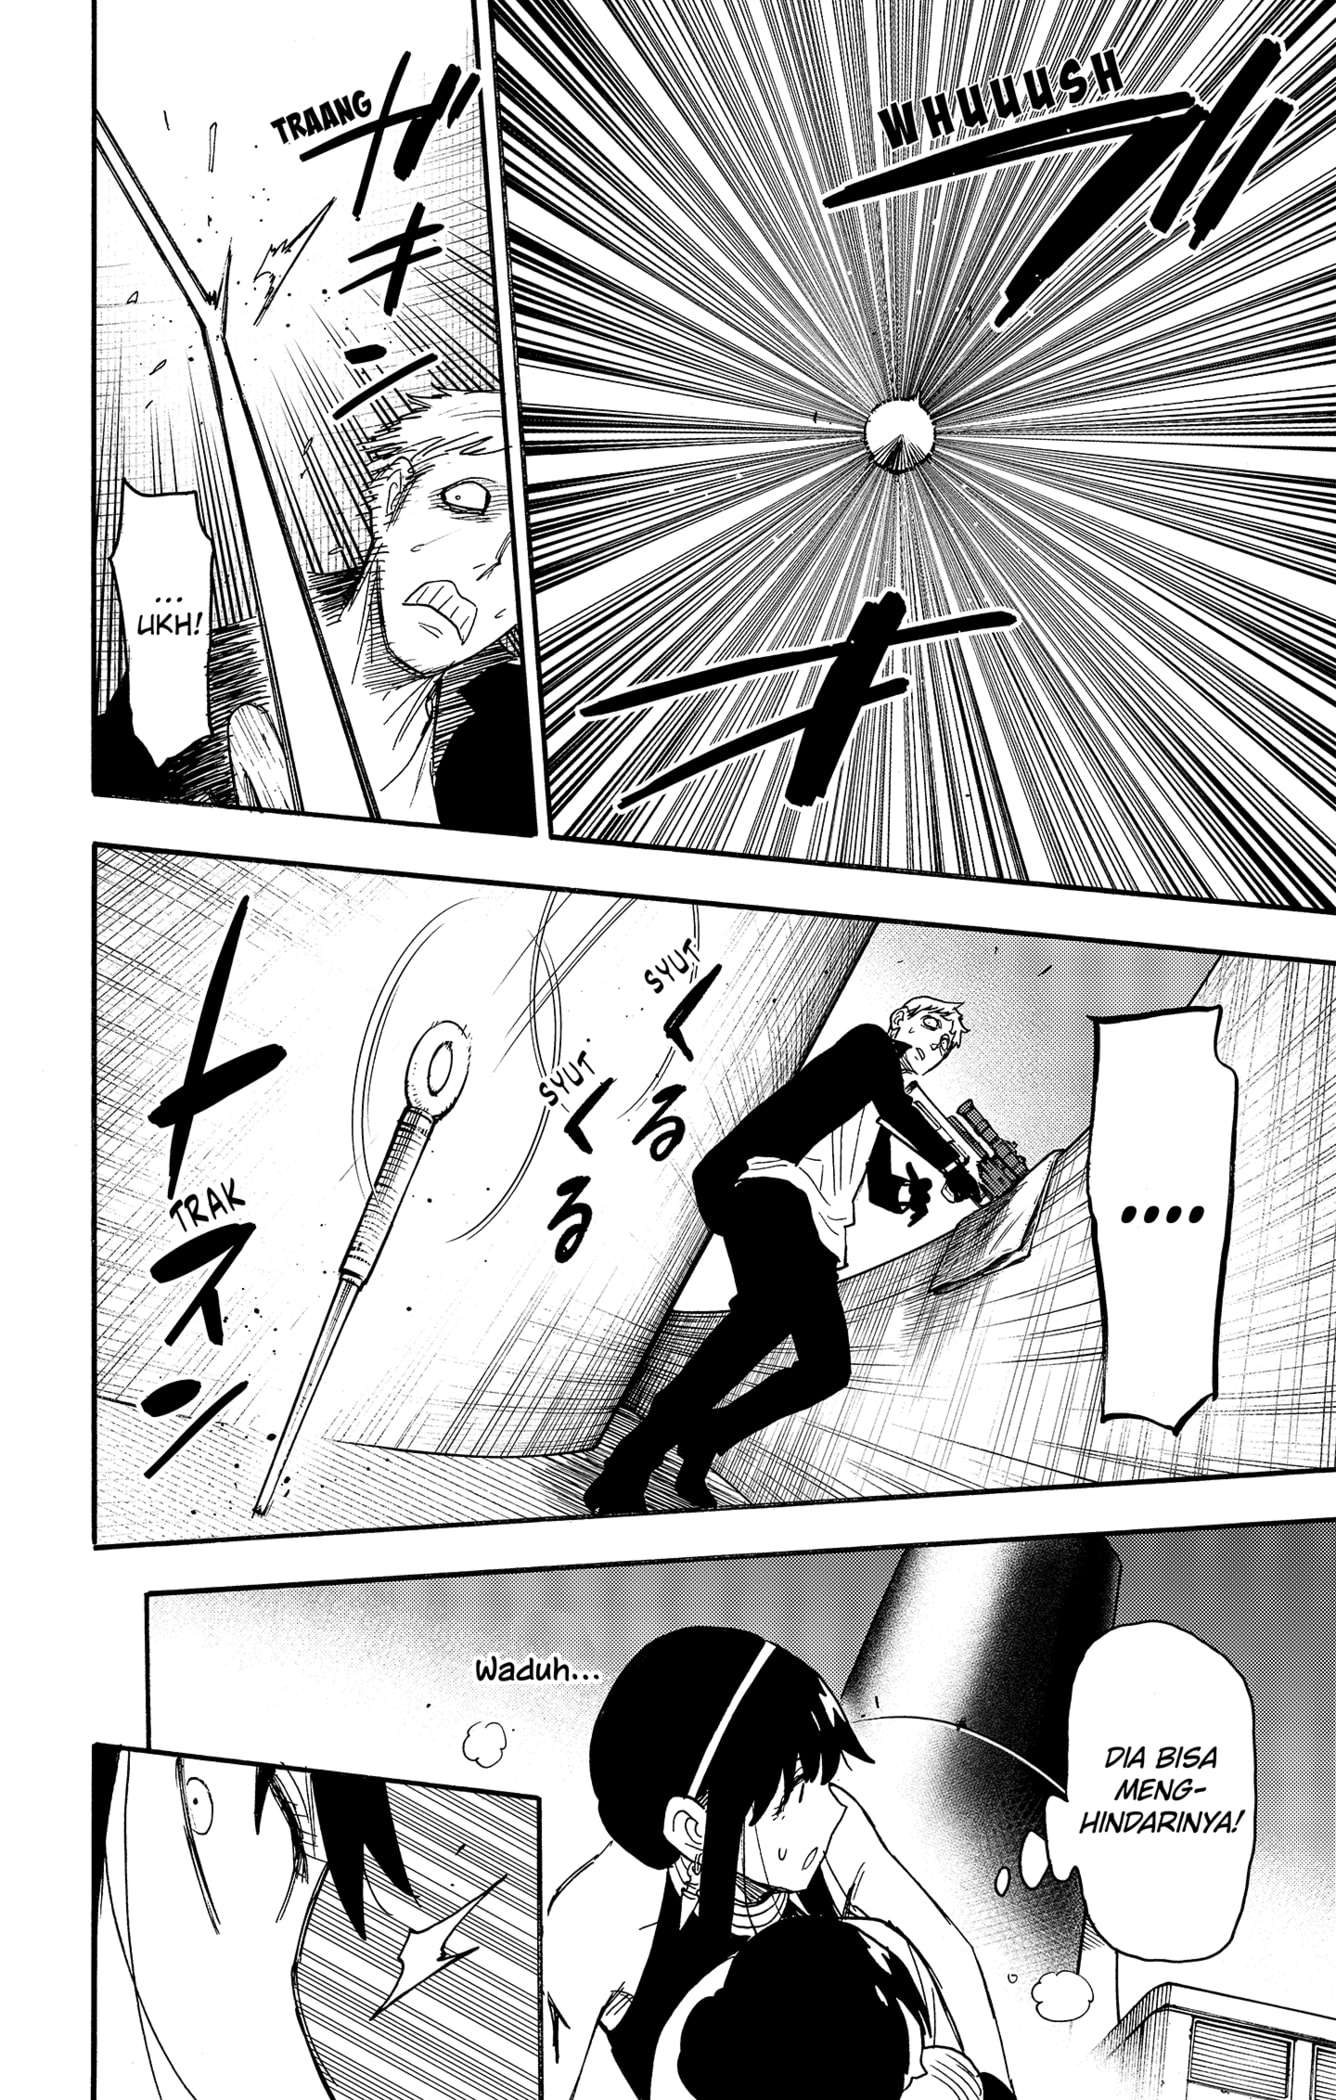 WHUUUSH
ブ
ォ
TRAANG
ガ
キ
ン
...
UKH!
....
SYUT
くる
SYUT
くる
TRAK
トスン
DIA BISA
MENG-
HINDARINYA!
Waduh...